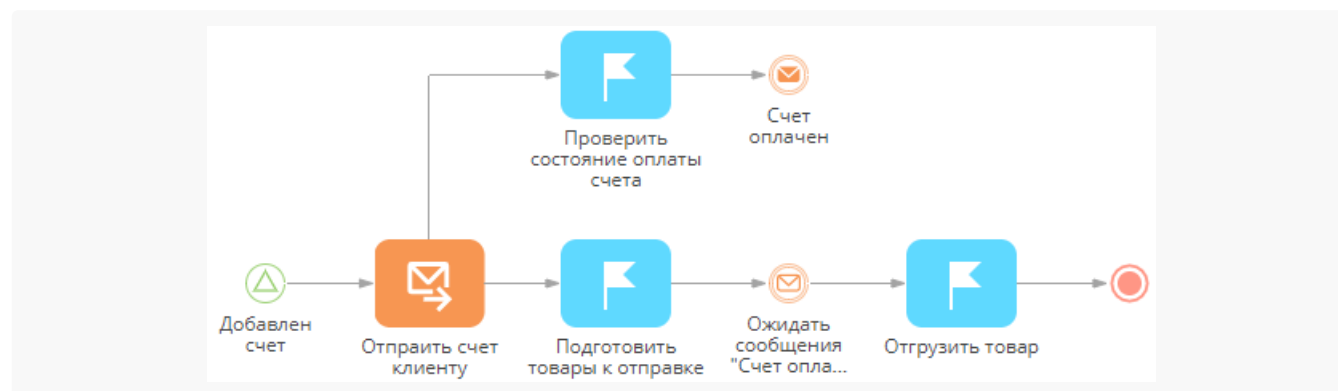 Счет
оплачен
Проверить
состояние оплаты
счета
Добавлен
счет
Отпраить счет
клиенту
Подготовить
товары к отправке
Ожидать
сообщения
"Счет опла...
Отгрузить товар